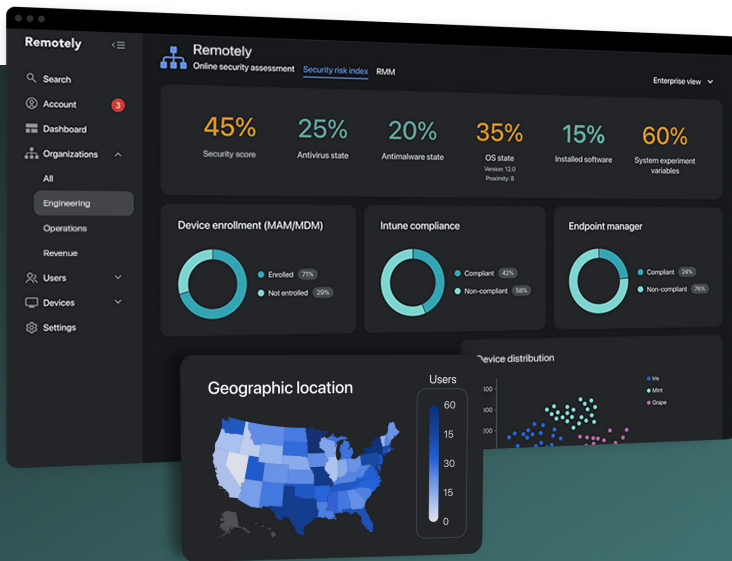 Remotely
Search
Account
3
Dashboard
Organizations
All
Engineering
Operations
Revenue
Users
Devices
Settings
Remotely
Online security assessment
Security risk index
RMM
Enterprise view
45%
Security score
25%
Antivirus state
20%
Antimalware state
35%
OS state
Version: 12.0
Proximity: 8
15%
Installed software
60%
System experiment
variables
Device enrollment (MAM/MDM)
Enrolled 71%
Not enrolled 29%
Intune compliance
Compliant 42%
Non-compliant 58%
Endpoint manager
Compliant 24%
Non-compliant 76%
Device distribution
200
Iris
Mint
Grape
Geographic location
Users
60
15
30
15
0